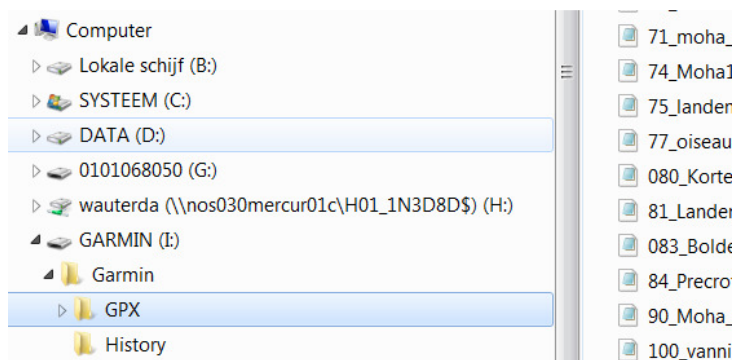 Computer
Lokale schijf (B:)
SYSTEEM (C:)
DATA (D:)
0101068050 (G:)
wauterda (\\nos030mercur01c\H01_1N3D8D$) (H:)
GARMIN (I:)
Garmin
GPX
History
71_moha_
74_Moha1
75_lander
77_oiseau
080_Korte
81_Lander
083_Bolde
84_Precro
90_Moha_
100_vanni